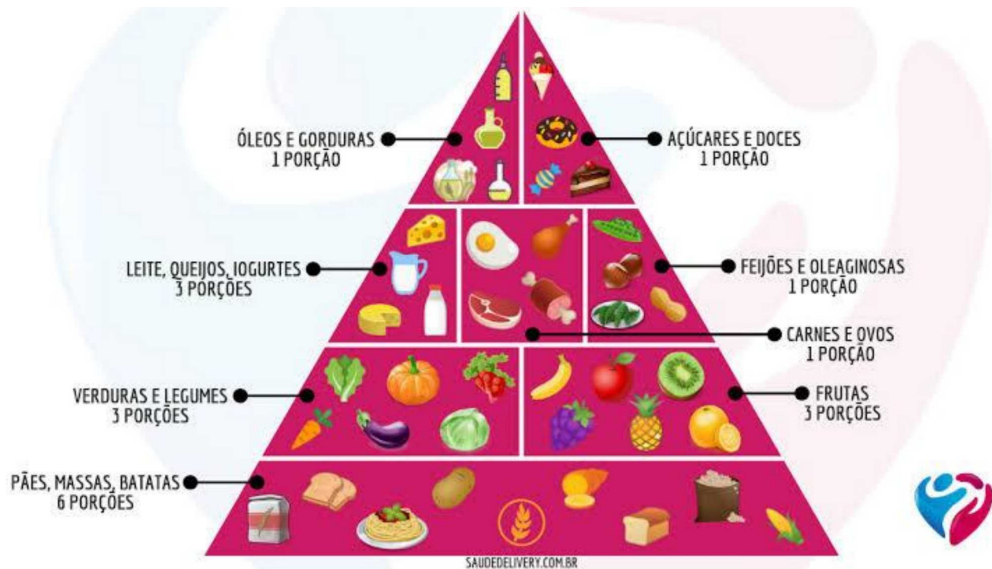 ÓLEOS E GORDURAS
1 PORÇÃO
AÇÚCARES E DOCES
1 PORÇÃO
LEITE, QUEIJOS, IOGURTES
3 PORÇÕES
FEIJÕES E OLEAGINOSAS
1 PORÇÃO
CARNES E OVOS
1 PORÇÃO
VERDURAS E LEGUMES
3 PORÇÕES
FRUTAS
3 PORÇÕES
PÃES, MASSAS, BATATAS
6 PORÇÕES
SAUDEDELIVERY.COM.BR